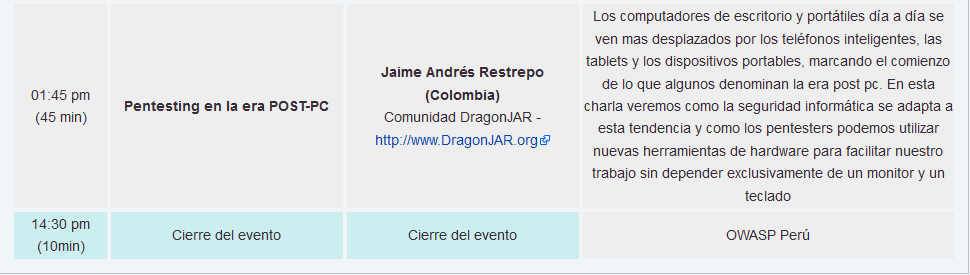 01:45 pm
(45 min)
Pentesting en la era POST-PC
Jaime Andrés Restrepo
(Colombia)
Comunidad DragonJAR -
http://www.DragonJAR.org
Los computadores de escritorio y portátiles día a día se
ven mas desplazados por los teléfonos inteligentes, las
tablets y los dispositivos portables, marcando el comienzo
de lo que algunos denominan la era post pc. En esta
charla veremos como la seguridad informática se adapta a
esta tendencia y como los pentesters podemos utilizar
nuevas herramientas de hardware para facilitar nuestro
trabajo sin depender exclusivamente de un monitor y un
teclado
14:30 pm
(10min)
Cierre del evento
Cierre del evento
OWASP Perú